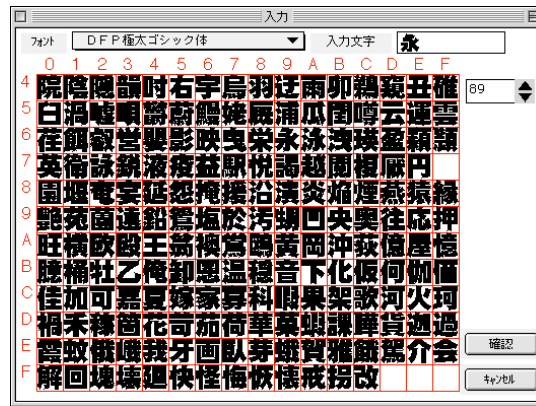 入力
フォント DFP極太ゴシック体 入力文字 永
0 1 2 3 4 5 6 7 8 9 A B C D E F
4 院陰隠韻吋右宇烏羽迂雨卯鵜窺丑碓 89
5 臼渦嘘唄欝蔚鰻姥厩浦瓜閏噂云運雲
6 荏餌叡営嬰影映曳栄永泳洩瑛盈穎頴
7 英衛詠鋭液疫益駅悦謁越閲榎厭円
8 園堰奄宴延怨掩援沿演炎焔煙燕猿縁
9 艶苑薗遠鉛鴛塩於汚甥凹央奥往応押
A 旺横欧殴王翁襖鴬鴎黄岡沖荻億屋憶
B 臆桶牡乙俺卸恩温穏音下化仮何伽価
C 佳加可嘉夏嫁家寡科暇果架歌河火珂
D 禍禾稼箇花苛茄荷華菓蝦課嘩貨迦過
E 霞蚊俄峨我牙画臥芽蛾賀雅餓駕介会 確認
F 解回塊壊廻快怪悔恢懐戒拐改 キャンセル